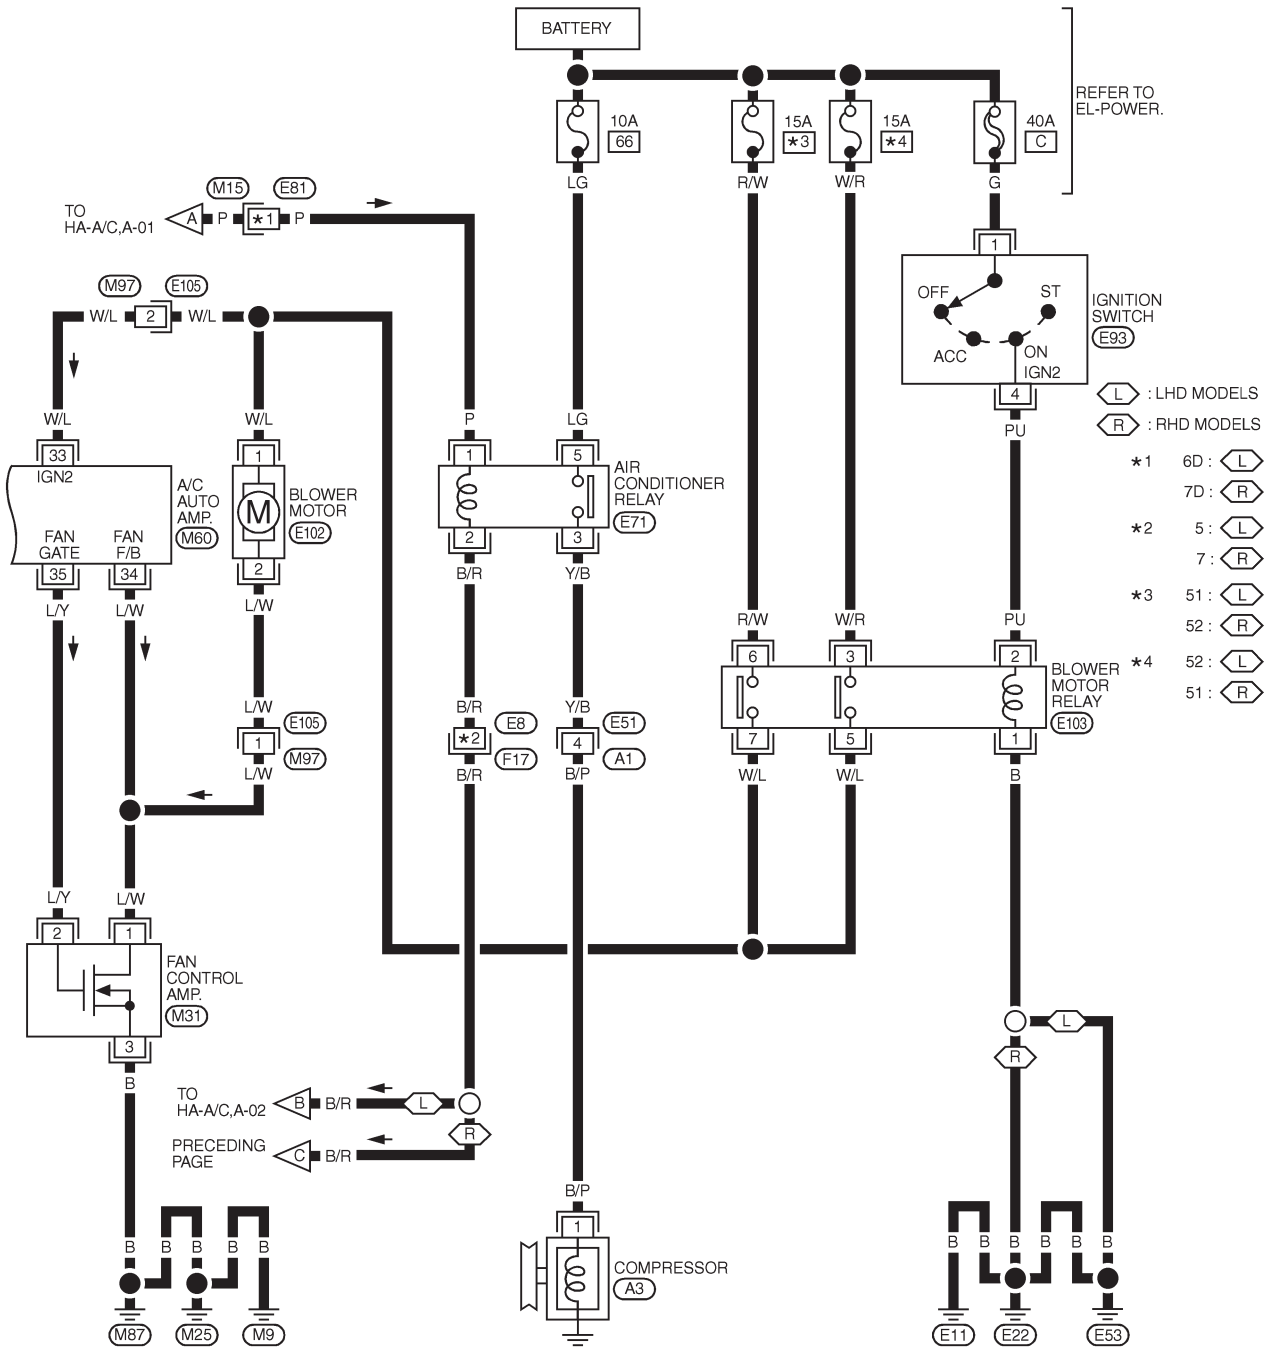 BATTERY
REFER TO
EL-POWER.
10A
66
15A
*3
15A
*4
40A
C
LG
R/W
W/R
G
M15
E81
TO
HA-A/C,A-01
A
P
*1
P
1
OFF
ST
ACC
ON
IGN2
IGNITION
SWITCH
E93
4
PU
M97
E105
W/L
2
W/L
L : LHD MODELS
R : RHD MODELS
*1 6D : L
7D : R
*2 5 : L
7 : R
*3 51 : L
52 : R
*4 52 : L
51 : R
W/L
W/L
P
LG
33
IGN2
A/C
AUTO
AMP.
M60
FAN
GATE
FAN
F/B
35
34
1
M
BLOWER
MOTOR
E102
2
1
5
AIR
CONDITIONER
RELAY
E71
2
3
L/Y
L/W
L/W
B/R
Y/B
R/W
W/R
PU
6
3
2
BLOWER
MOTOR
RELAY
E103
7
5
1
W/L
W/L
B
L/W
E105
1
M97
L/W
B/R
E8
*2
F17
B/R
Y/B
E51
4
A1
B/P
L/Y
L/W
2
1
FAN
CONTROL
AMP.
M31
3
B
L
R
TO
HA-A/C,A-02
B
B/R
L
R
PRECEDING
PAGE
C
B/R
B/P
1
COMPRESSOR
A3
B
B
B
B
B
M87
M25
M9
B
B
B
B
B
B
E11
E22
E53